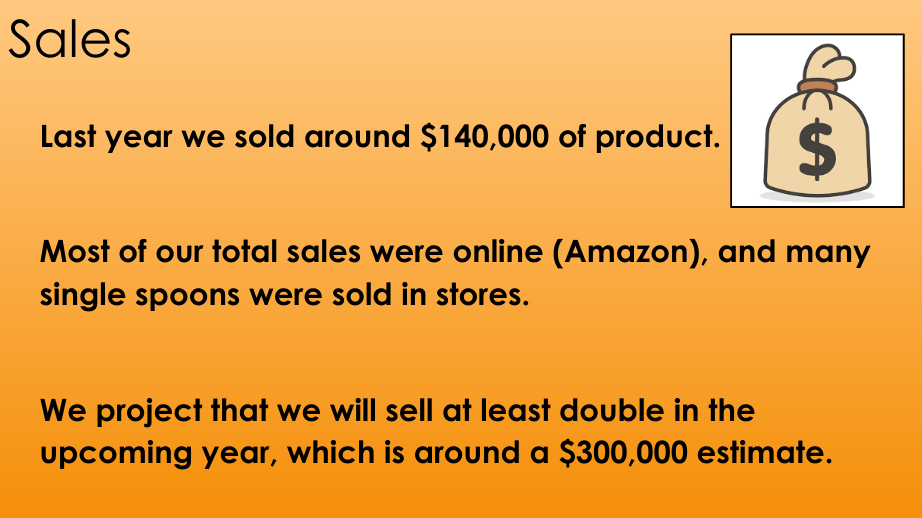 Sales
Last year we sold around $140,000 of product.
$
Most of our total sales were online (Amazon), and many
single spoons were sold in stores.
We project that we will sell at least double in the
upcoming year, which is around a $300,000 estimate.